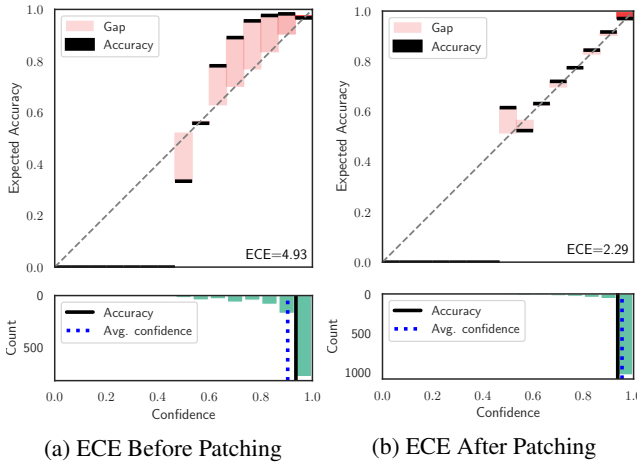 1.0
0.8
0.6
0.4
0.2
0.0
Expected Accuracy
Gap
Accuracy
ECE=4.93
0
500
Count
Accuracy
Avg. confidence
0.0 0.2 0.4 0.6 0.8 1.0
Confidence
(a) ECE Before Patching
1.0
0.8
0.6
0.4
0.2
0.0
Expected Accuracy
Gap
Accuracy
ECE=2.29
0
500
1000
Count
Accuracy
Avg. confidence
0.0 0.2 0.4 0.6 0.8 1.0
Confidence
(b) ECE After Patching